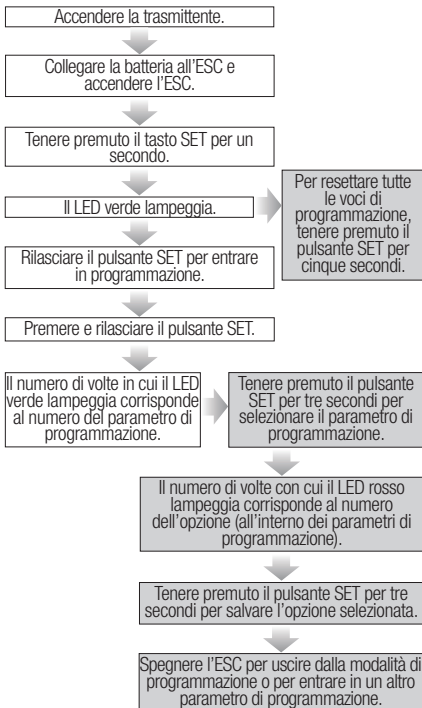 Accendere la trasmittente.
Collegare la batteria all'ESC e
accendere l'ESC.
Tenere premuto il tasto SET per un
secondo.
Il LED verde lampeggia.
Per resettare tutte
le voci di
programmazione,
tenere premuto il
pulsante SET per
cinque secondi.
Rilasciare il pulsante SET per entrare
in programmazione.
Premere e rilasciare il pulsante SET.
Il numero di volte in cui il LED
verde lampeggia corrisponde
al numero del parametro di
programmazione.
Tenere premuto il pulsante
SET per tre secondi per
selezionare il parametro di
programmazione.
Il numero di volte con cui il LED rosso
lampeggia corrisponde al numero
dell'opzione (all'interno dei parametri di
programmazione).
Tenere premuto il pulsante SET per tre
secondi per salvare l'opzione selezionata.
Spegnere l'ESC per uscire dalla modalità di
programmazione o per entrare in un altro
parametro di programmazione.